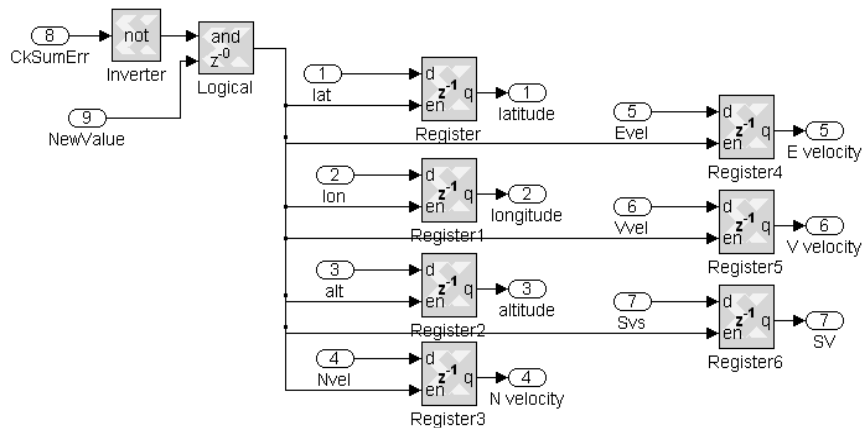 8
CkSumErr
not
Inverter
and
z-0
Logical
9
NewValue
1
lat
d
en
z-1 q
Register
1
latitude
5
Evel
d
en
z-1 q
Register4
5
E velocity
2
lon
d
en
z-1 q
Register1
2
longitude
6
Vvel
d
en
z-1 q
Register5
6
V velocity
3
alt
d
en
z-1 q
Register2
3
altitude
7
Svs
d
en
z-1 q
Register6
7
SV
4
Nvel
d
en
z-1 q
Register3
4
N velocity